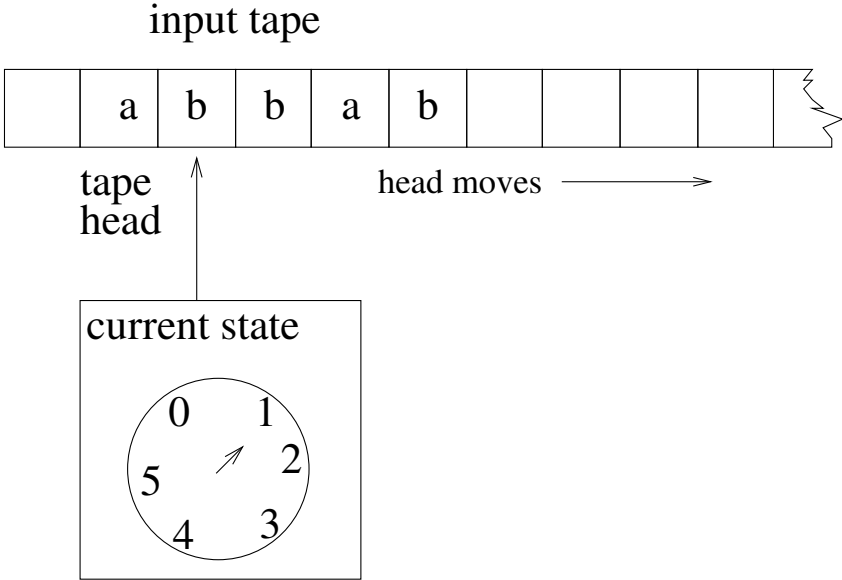 input tape
a b b a b
tape
head
head moves
current state
0 1
5 2
4 3